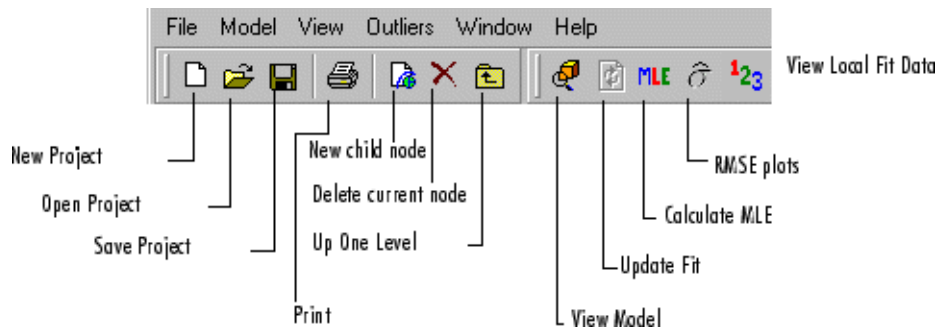 File Model View Outliers Window Help
MLE σ̂ 123
View Local Fit Data
New Project
New child node
RMSE plots
Open Project
Delete current node
Calculate MLE
Save Project
Up One Level
Update Fit
Print
View Model